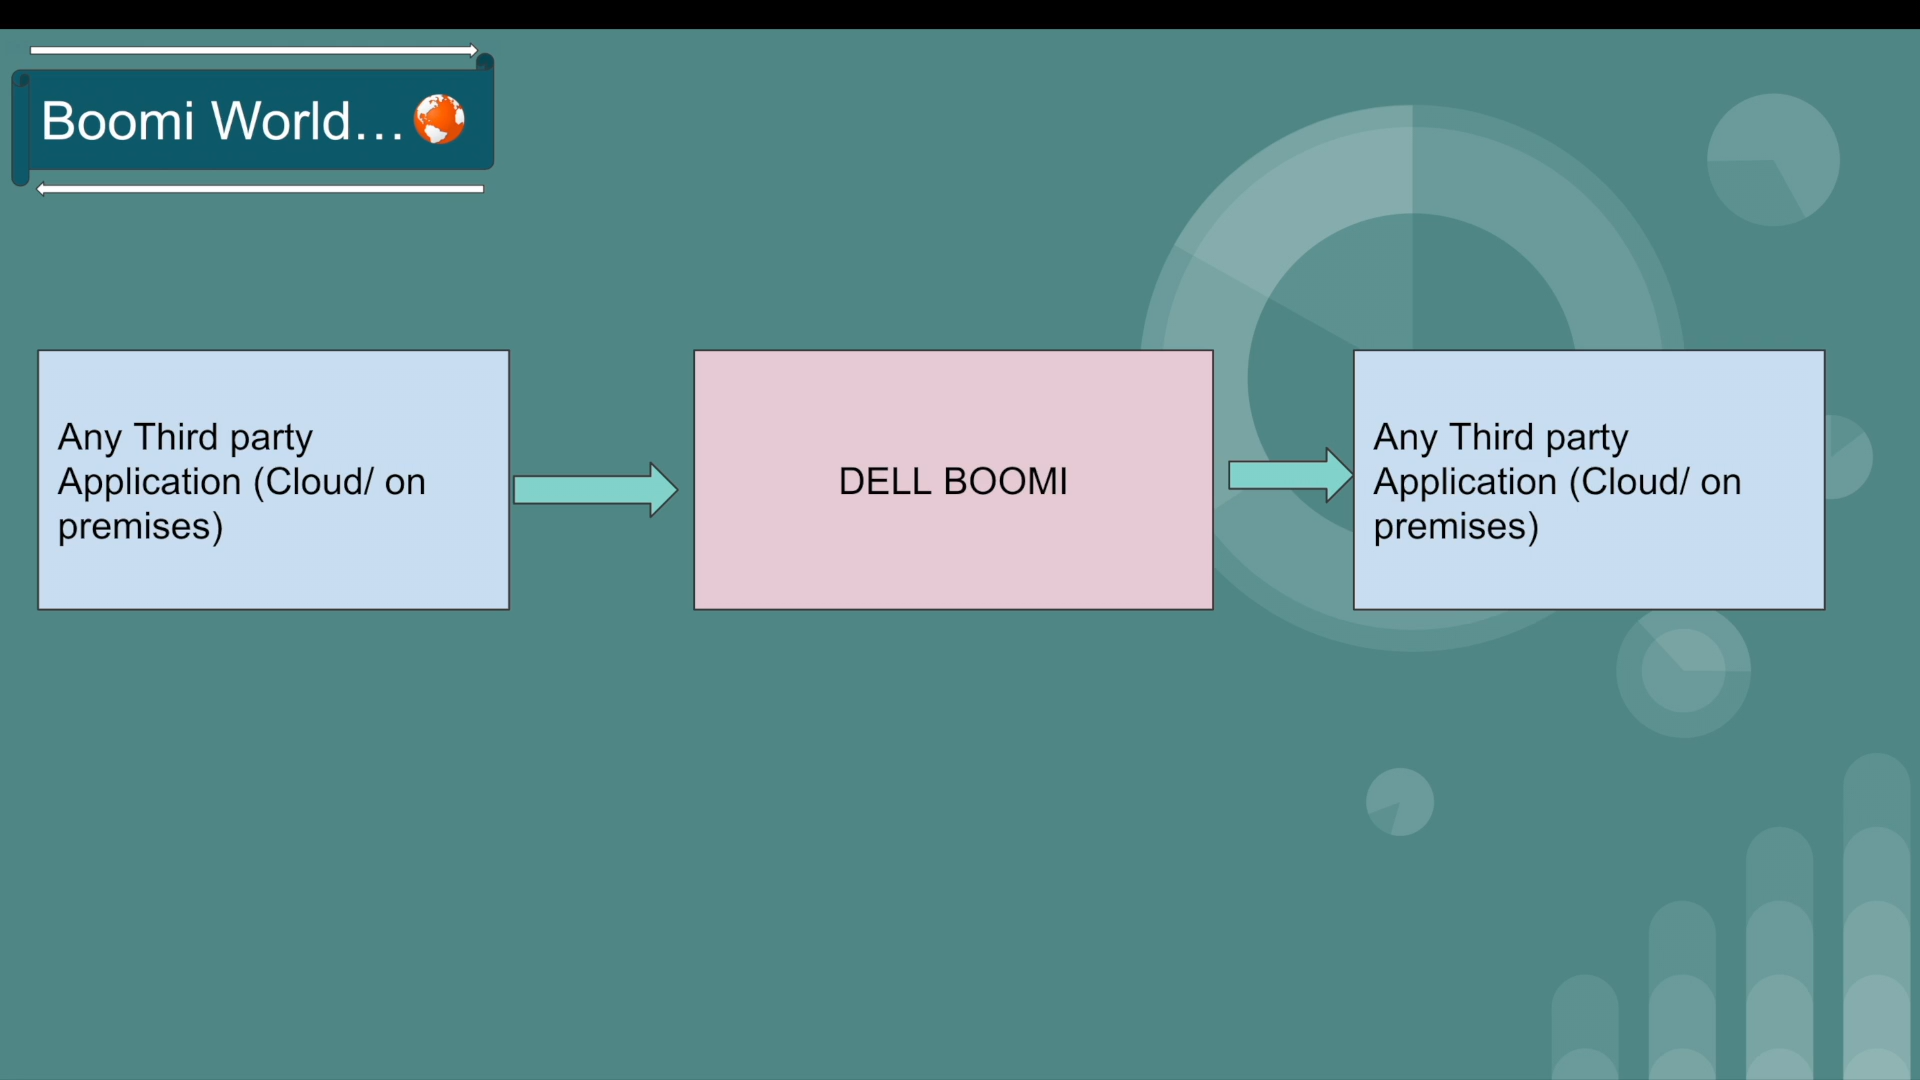 Boomi World...
Any Third party
Application (Cloud/ on
premises)
DELL BOOMI
Any Third party
Application (Cloud/ on
premises)